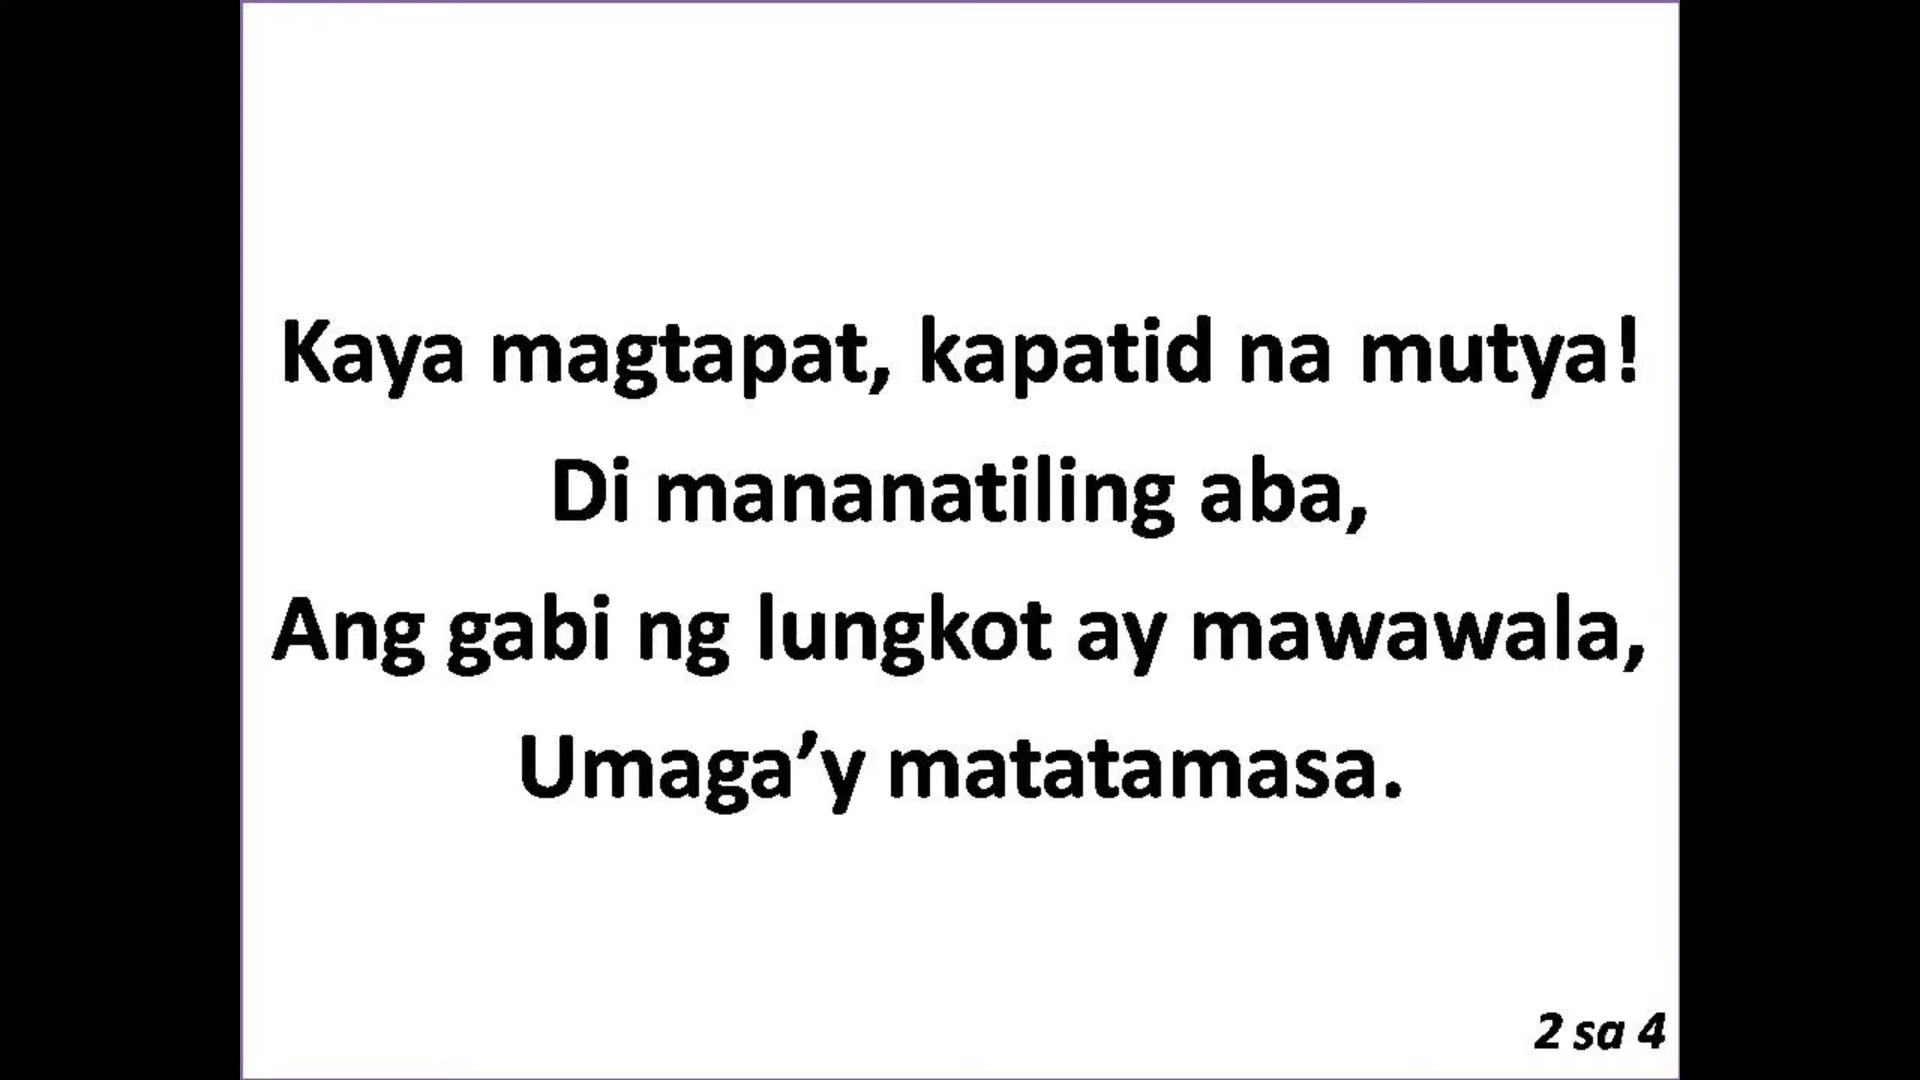 Kaya magtapat, kapatid na mutya!
Di mananatiling aba,
Ang gabi ng lungkot ay mawawala,
Umaga’y matatamasa.
2 sa 4